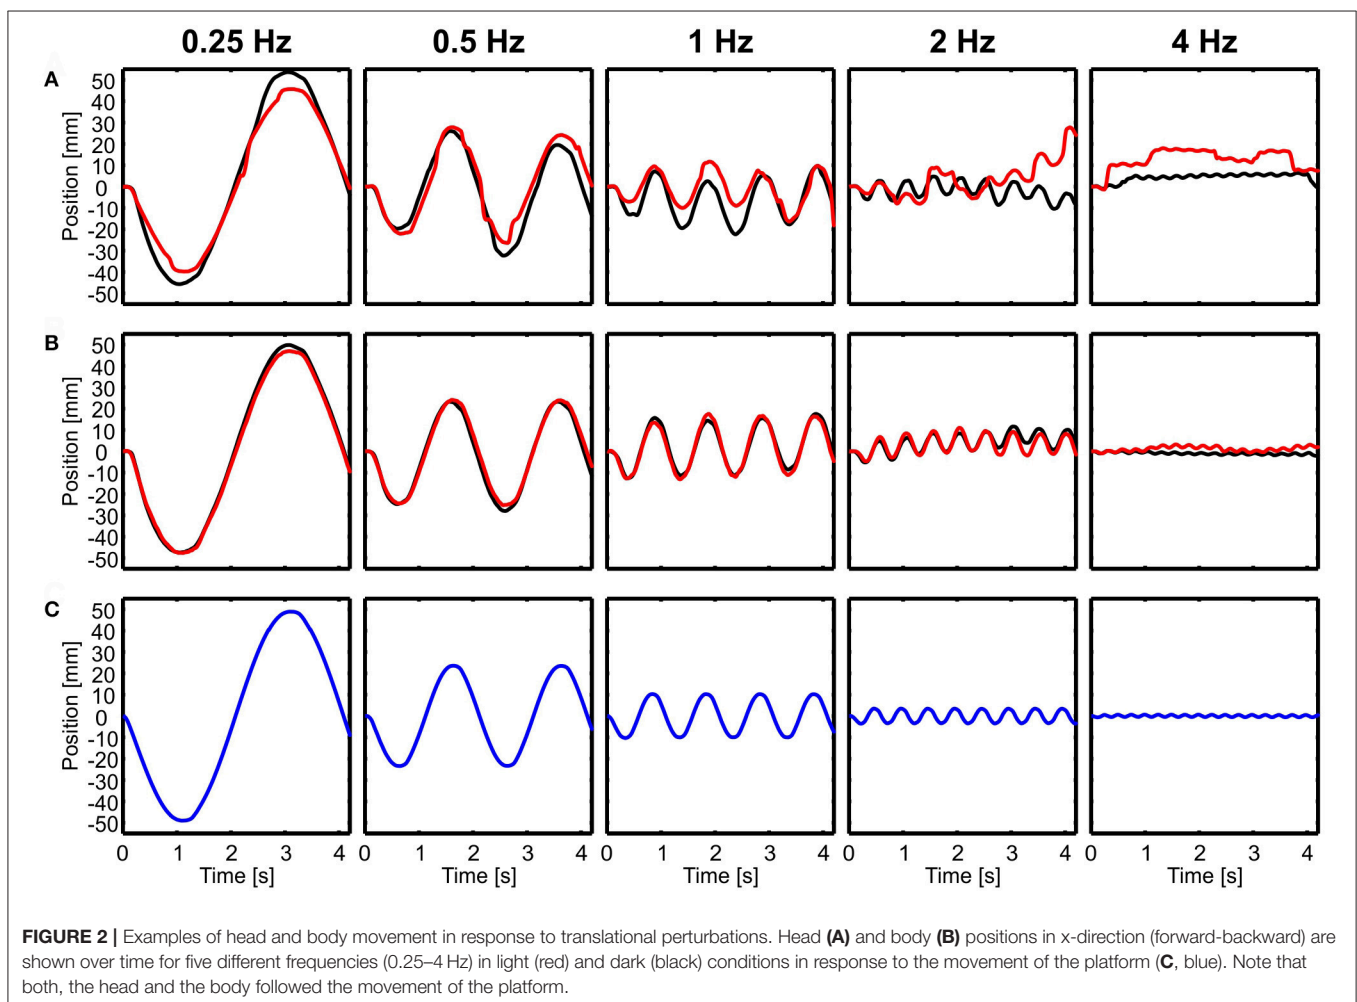 0.25 Hz 0.5 Hz 1 Hz 2 Hz 4 Hz
A
Position [mm]
50
40
30
20
10
0
-10
-20
-30
-40
-50
B
Position [mm]
50
40
30
20
10
0
-10
-20
-30
-40
-50
C
Position [mm]
50
40
30
20
10
0
-10
-20
-30
-40
-50
0 1 2 3 4 0 1 2 3 4 0 1 2 3 4 0 1 2 3 4 0 1 2 3 4
Time [s] Time [s] Time [s] Time [s] Time [s]
FIGURE 2 | Examples of head and body movement in response to translational perturbations. Head (A) and body (B) positions in x-direction (forward-backward) are
shown over time for five different frequencies (0.25–4 Hz) in light (red) and dark (black) conditions in response to the movement of the platform (C, blue). Note that
both, the head and the body followed the movement of the platform.